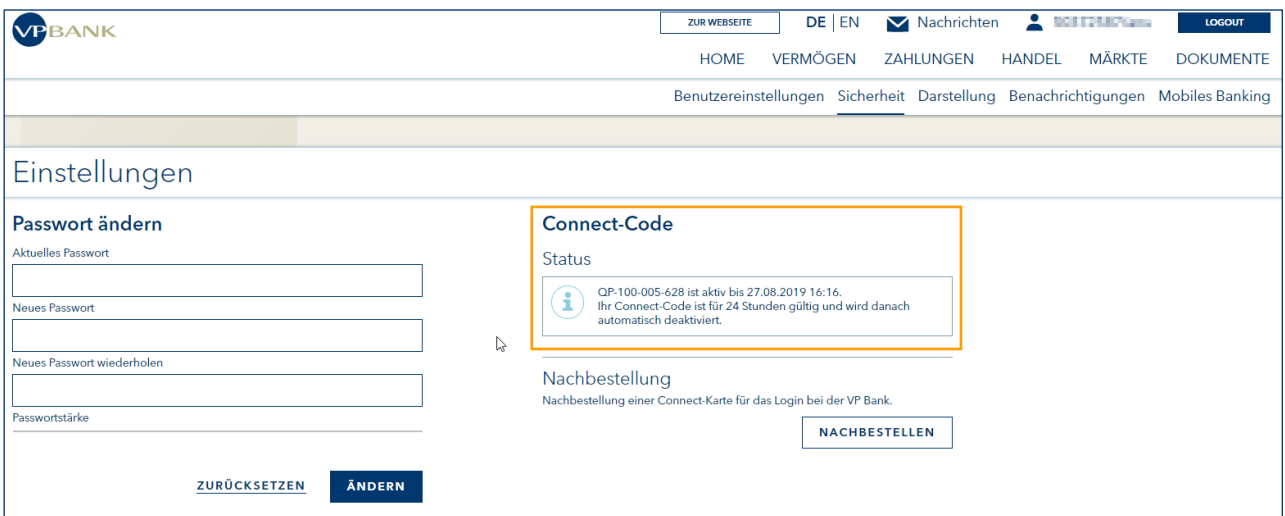 VPBANK
ZUR WEBSEITE DE | EN Nachrichten LOGOUT
HOME VERMÖGEN ZAHLUNGEN HANDEL MÄRKTE DOKUMENTE
Benutzereinstellungen Sicherheit Darstellung Benachrichtigungen Mobiles Banking
Einstellungen
Passwort ändern
Aktuelles Passwort
Neues Passwort
Neues Passwort wiederholen
Passwortstärke
ZURÜCKSETZEN ÄNDERN
Connect-Code
Status
QP-100-005-628 ist aktiv bis 27.08.2019 16:16.
Ihr Connect-Code ist für 24 Stunden gültig und wird danach
automatisch deaktiviert.
Nachbestellung
Nachbestellung einer Connect-Karte für das Login bei der VP Bank.
NACHBESTELLEN